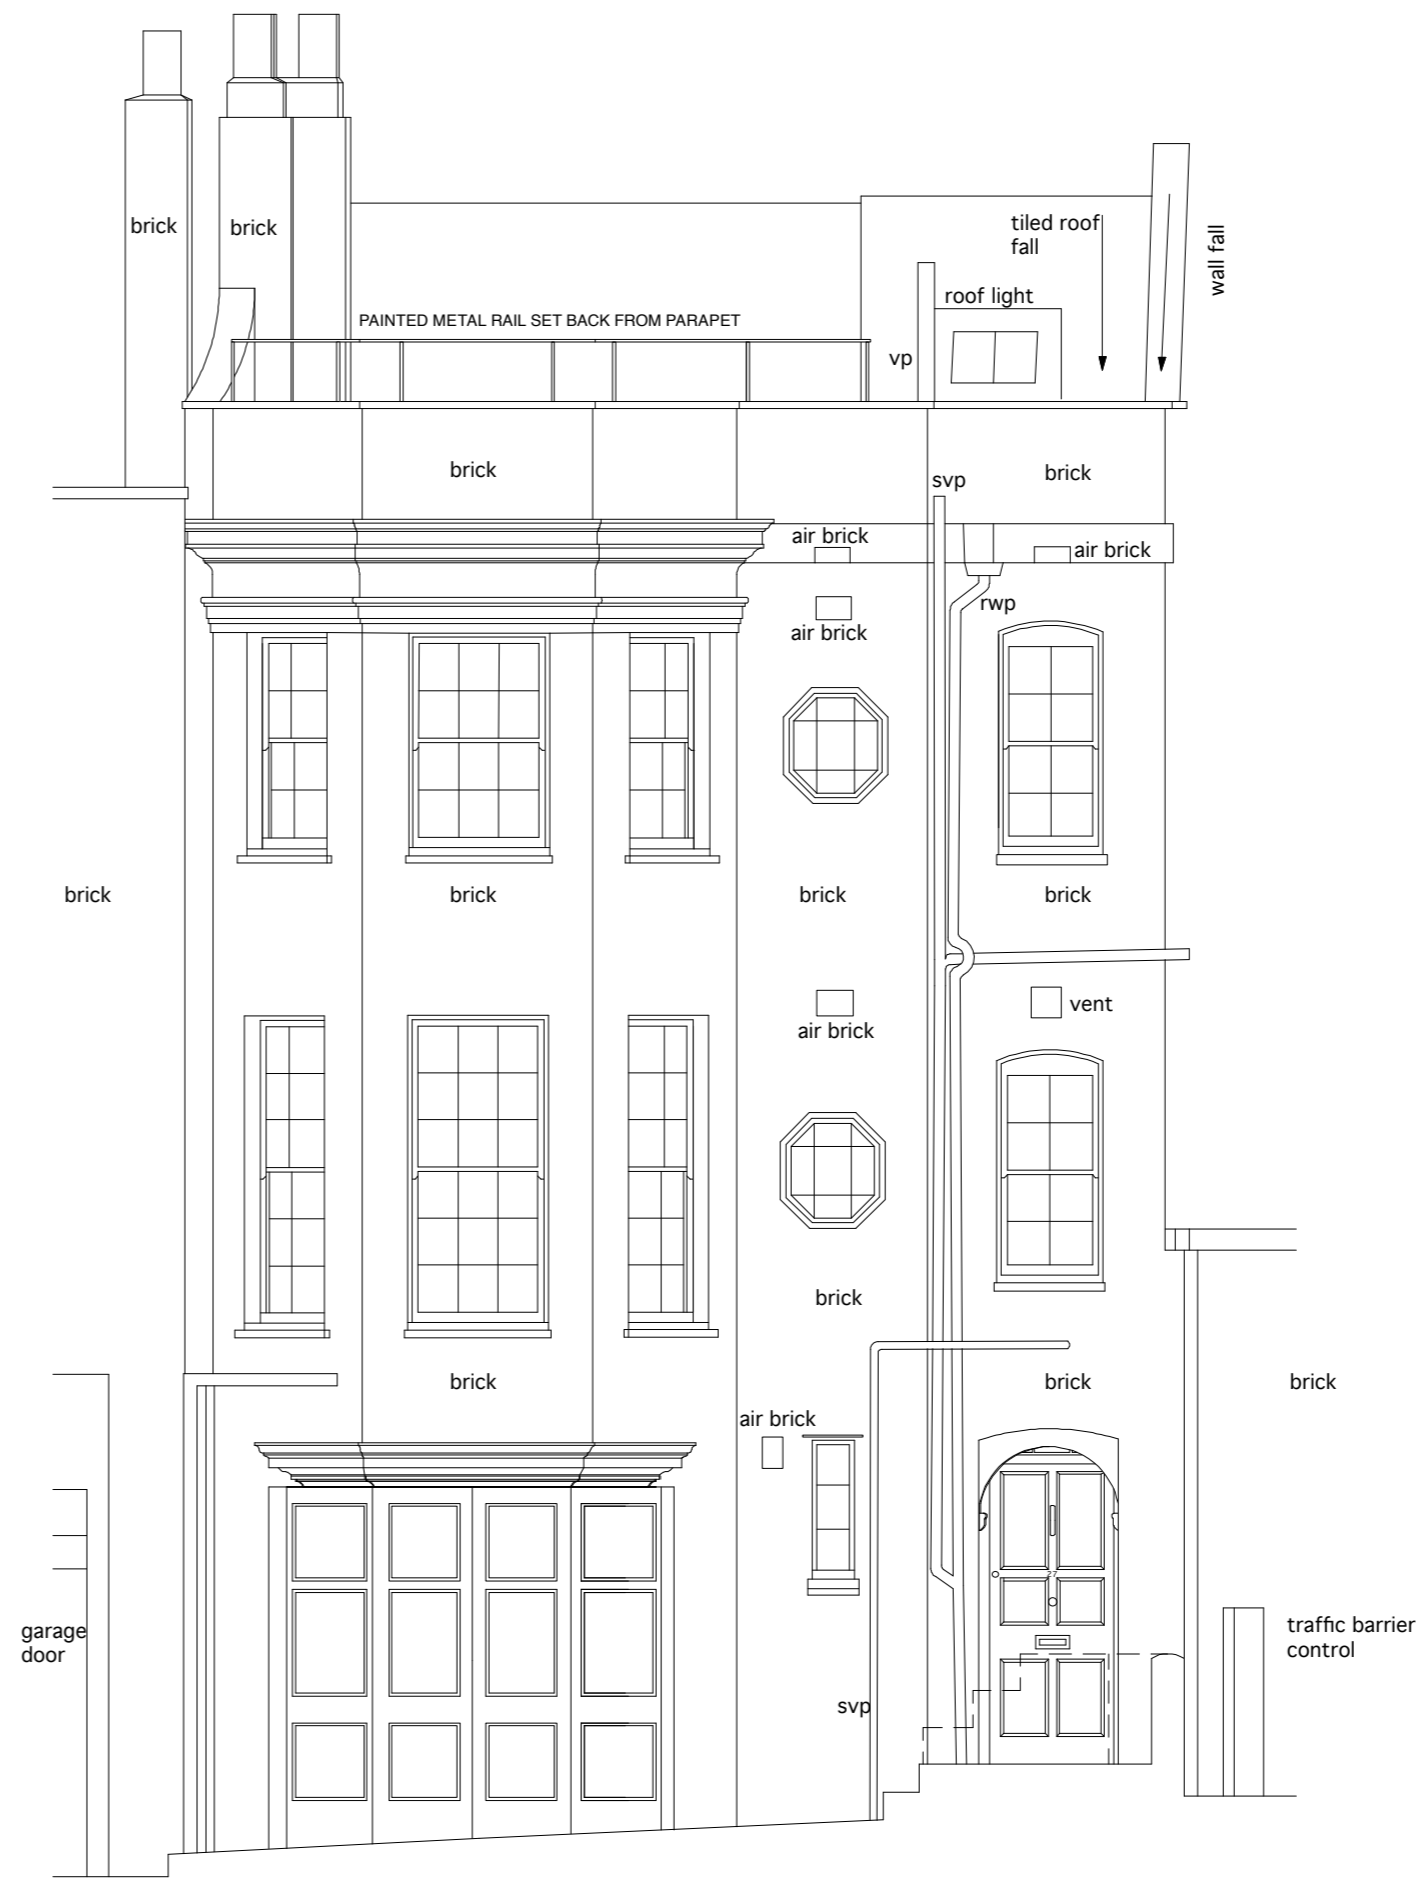 brick
brick
tiled roof
fall
wall fall
roof light
PAINTED METAL RAIL SET BACK FROM PARAPET
vp
brick
brick
svp
air brick
air brick
rwp
air brick
brick
brick
brick
brick
vent
air brick
brick
brick
brick
brick
air brick
27
garage
door
traffic barrier
control
svp